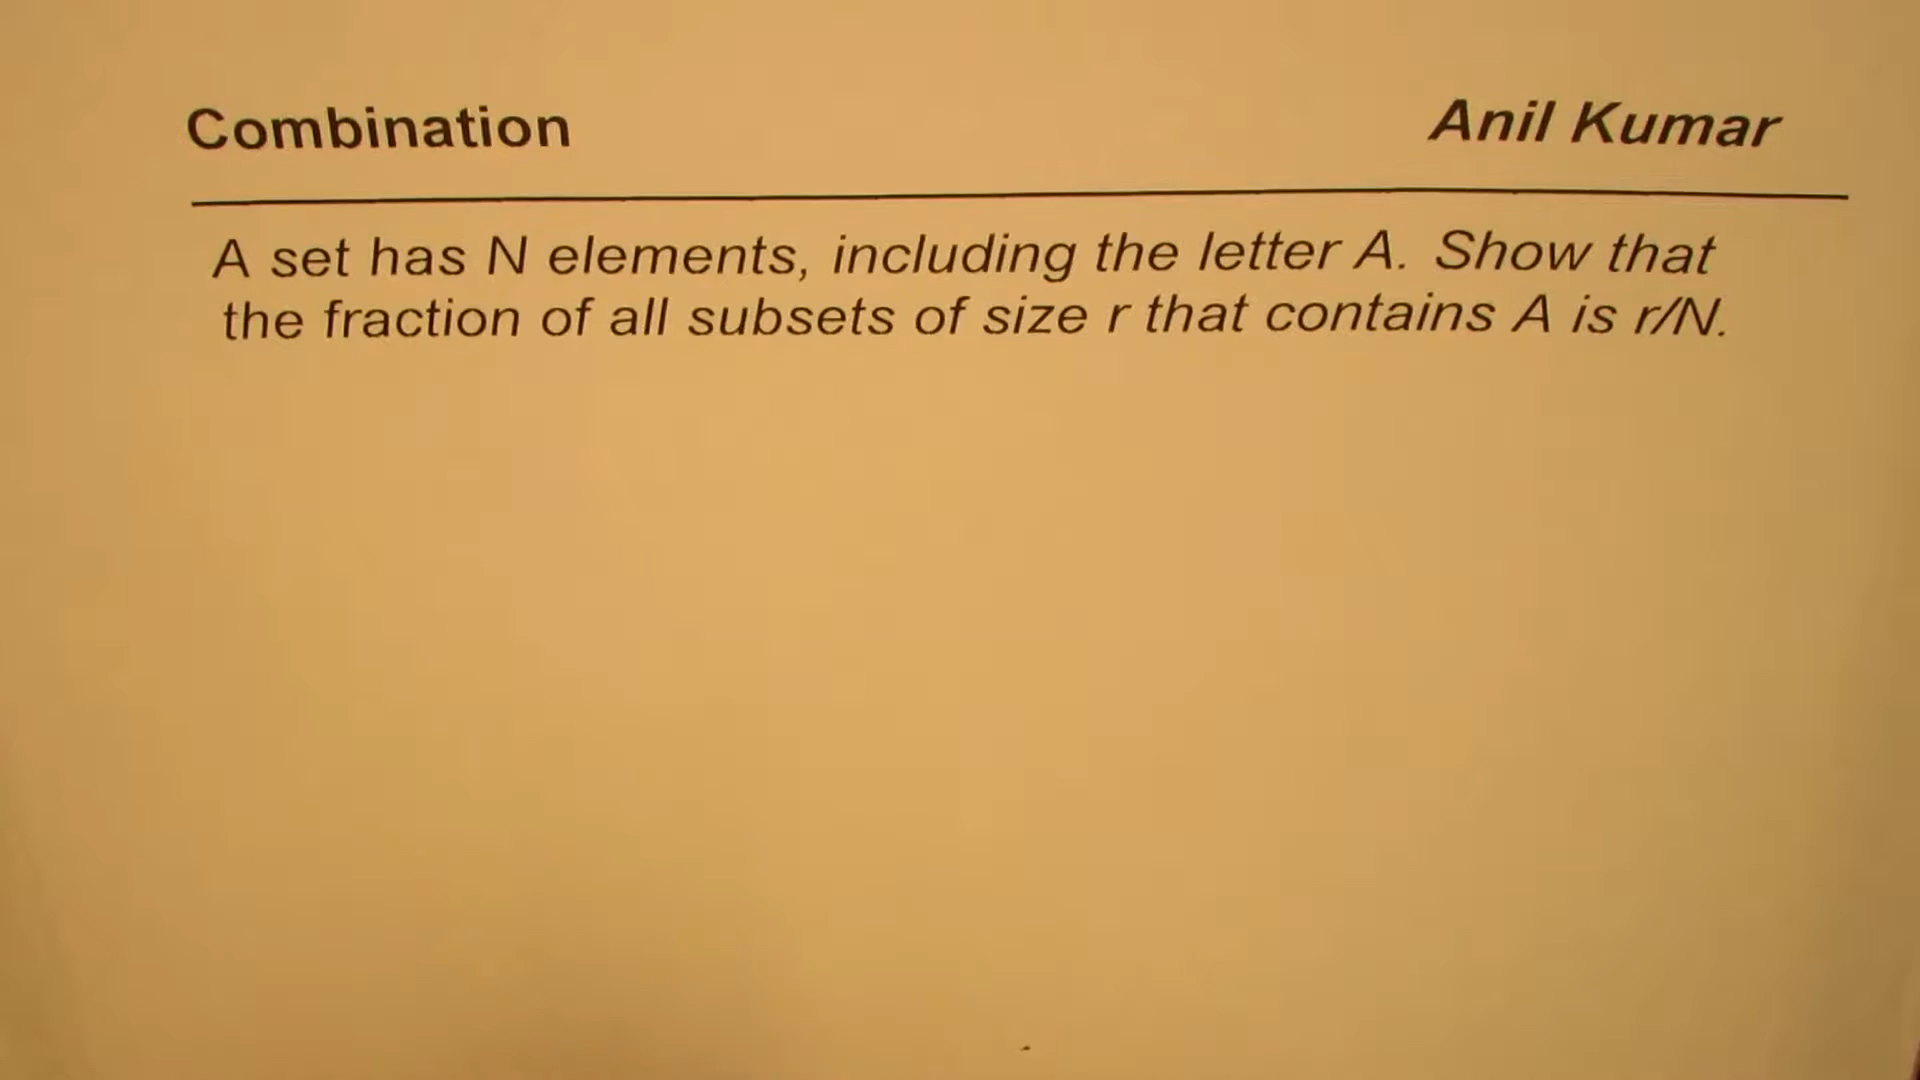 Combination
Anil Kumar
A set has N elements, including the letter A. Show that
the fraction of all subsets of size r that contains A is r/N.